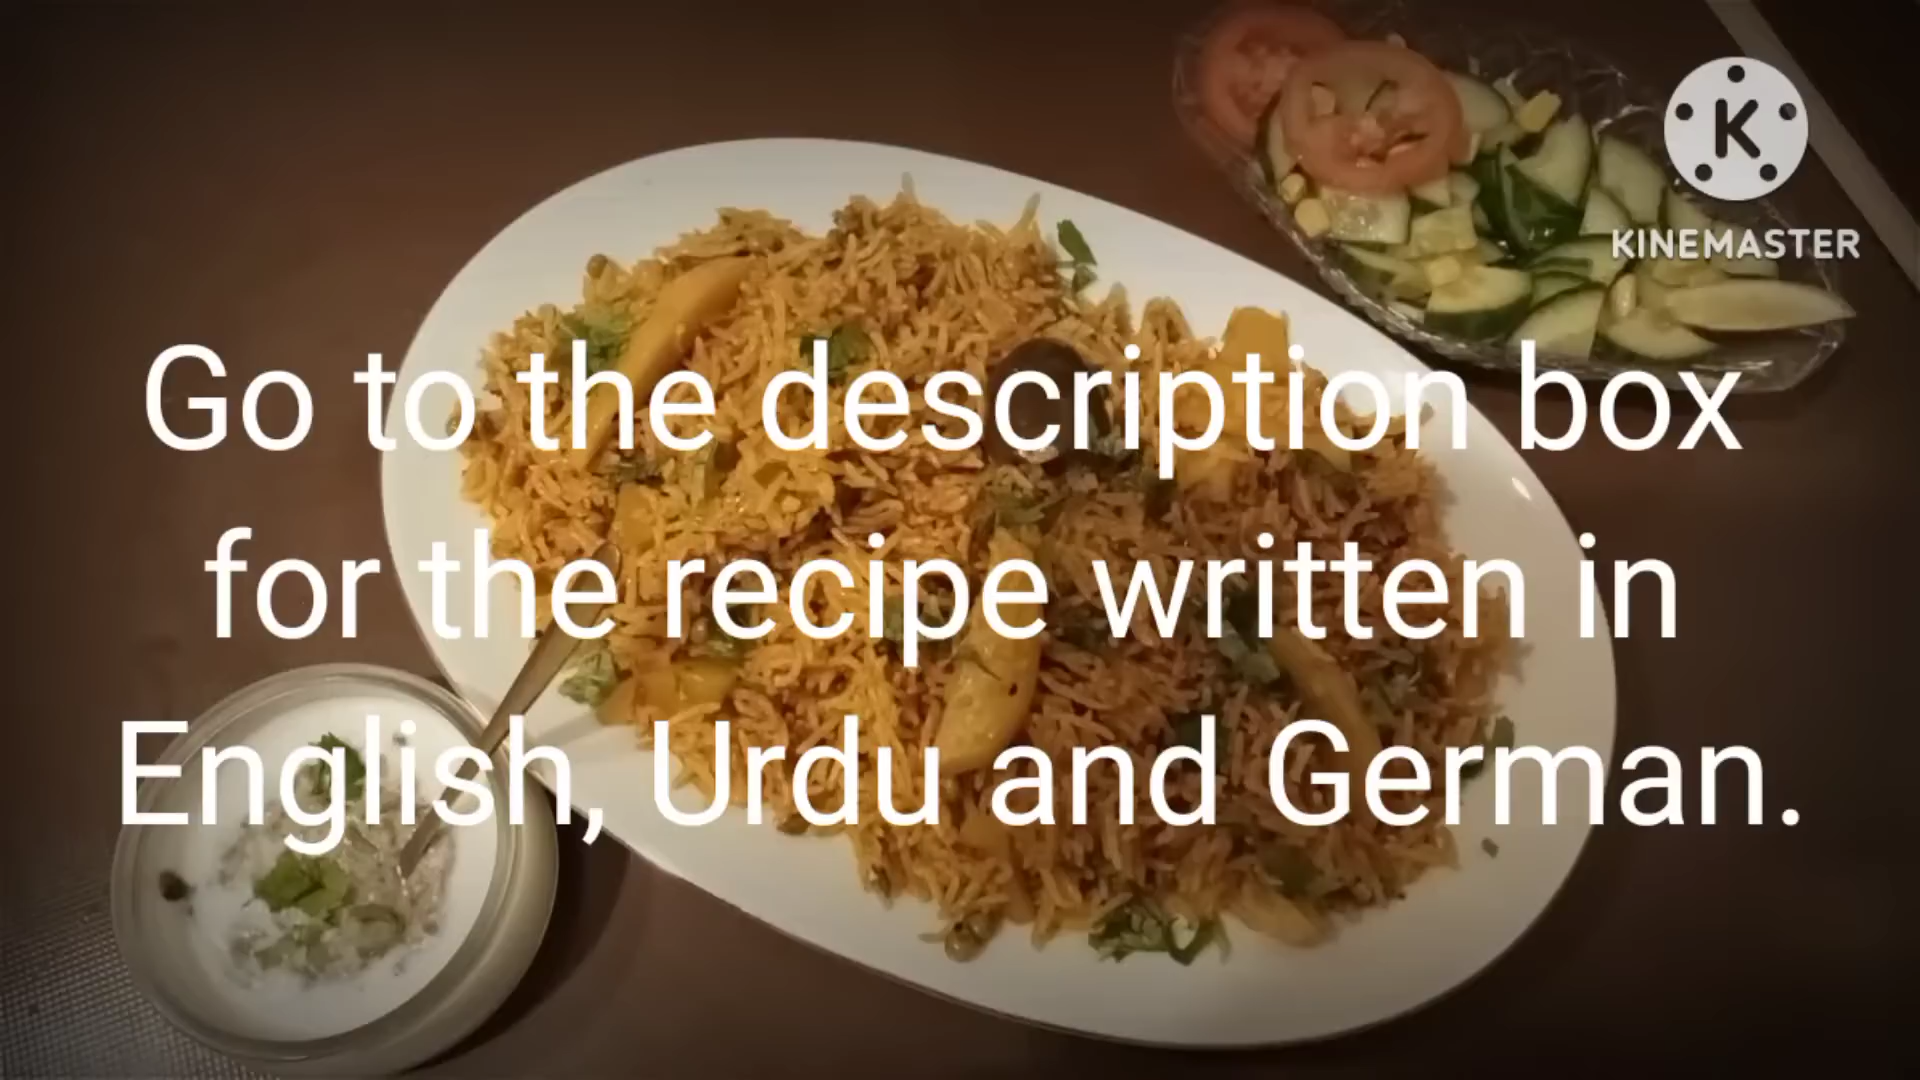 K
KINEMASTER
Go to the description box
for the recipe written in
English, Urdu and German.